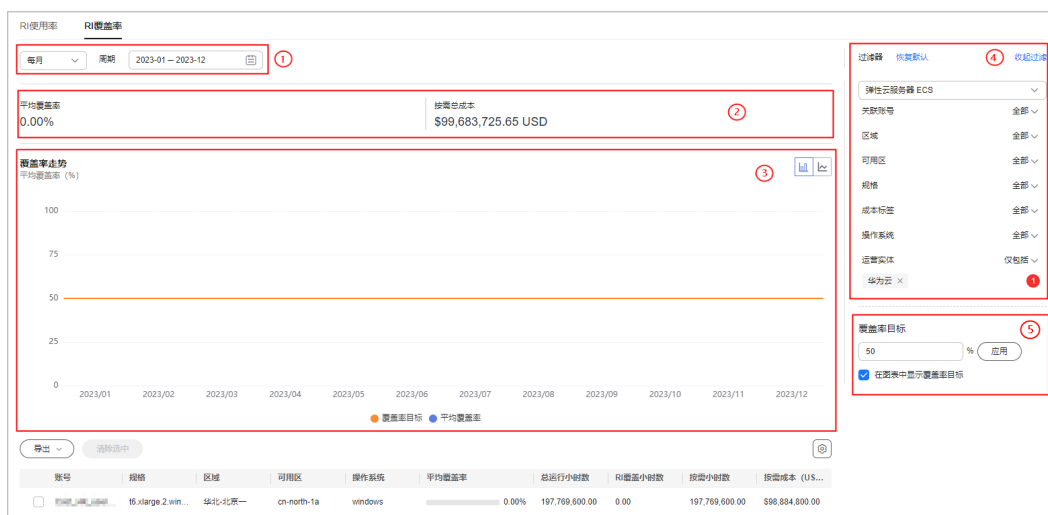 RI使用率 RI覆盖率
每月 周期 2023-01 – 2023-12 1
平均覆盖率 按需总成本
0.00% $99,683,725.65 USD 2
覆盖率走势
平均覆盖率 (%) 3
100
75
50
25
0
2023/01 2023/02 2023/03 2023/04 2023/05 2023/06 2023/07 2023/08 2023/09 2023/10 2023/11 2023/12
覆盖率目标 平均覆盖率
过滤器 恢复默认 4 收起过滤
弹性云服务器 ECS
关联账号 全部
区域 全部
可用区 全部
规格 全部
成本标签 全部
操作系统 全部
运营实体 仅包括
华为云 × 1
覆盖率目标 5
50 % 应用
在图表中显示覆盖率目标
导出 清除选中
账号 规格 区域 可用区 操作系统 平均覆盖率 总运行小时数 RI覆盖小时数 按需小时数 按需成本 (US...
t6.xlarge.2.win... 华北-北京一 cn-north-1a windows 0.00% 197,769,600.00 0.00 197,769,600.00 $98,884,800.00